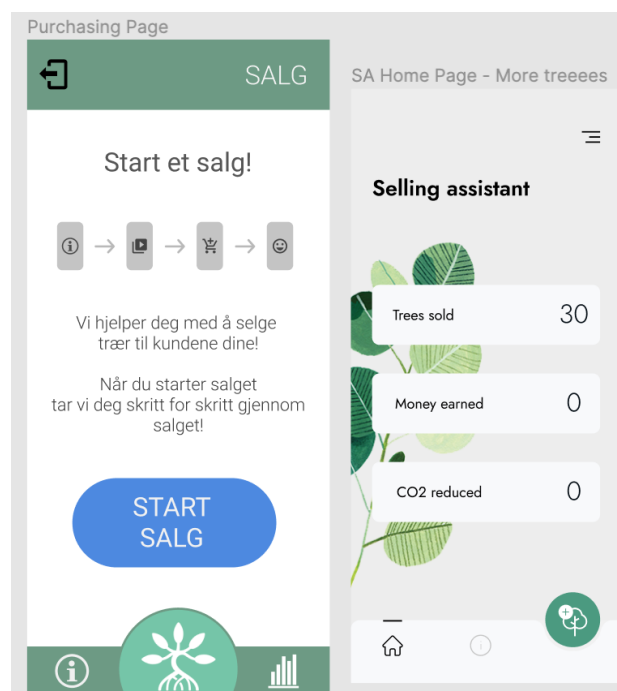 Purchasing Page
SALG
Start et salg!
Vi hjelper deg med å selge
trær til kundene dine!
Når du starter salget
tar vi deg skritt for skritt gjennom
salget!
START
SALG
SA Home Page - More treeees
Selling assistant
Trees sold 30
Money earned 0
CO2 reduced 0